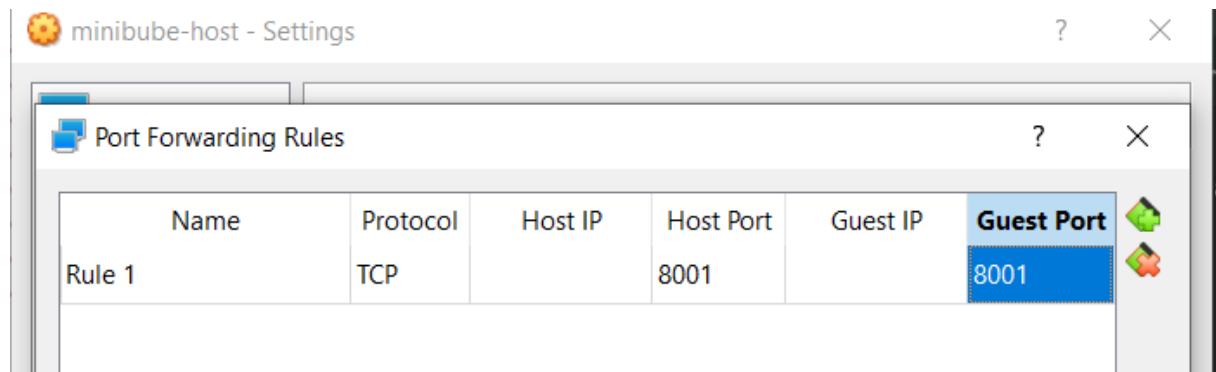 minibube-host - Settings
Port Forwarding Rules
Name Protocol Host IP Host Port Guest IP Guest Port
Rule 1 TCP 8001 8001